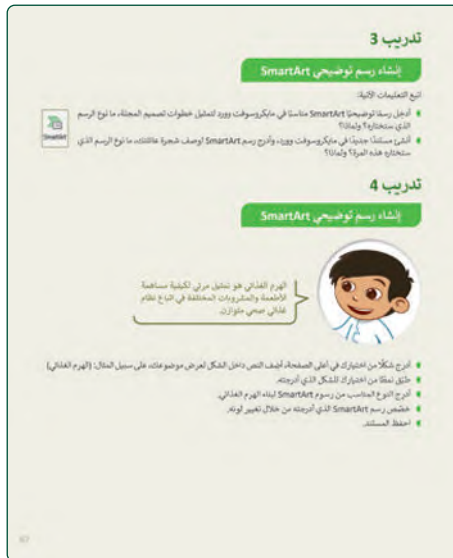 تدريب 3
إنشاء رسم توضيحي SmartArt
اتبع التعليمات الآتية:
أدخل رسمًا توضيحيًا SmartArt مناسبًا في مايكروسوفت وورد لتمثيل خطوات تصميم المجلة، ما نوع الرسم
الذي ستختاره؟ ولماذا؟
SmartArt
أنشئ مستندًا جديدًا في مايكروسوفت وورد، وأدرج رسم SmartArt لوصف شجرة عائلتك، ما نوع الرسم الذي
ستختاره هذه المرة؟ ولماذا؟
تدريب 4
إنشاء رسم توضيحي SmartArt
الهرم الغذائي هو تمثيل مرئي لكيفية مساهمة
الأطعمة والمشروبات المختلفة في اتباع نظام
غذائي صحي متوازن.
أدرج شكلًا من اختيارك في أعلى الصفحة، أضف النص داخل الشكل لعرض موضوعك، على سبيل المثال: (الهرم الغذائي)
طبّق نمطًا من اختيارك للشكل الذي أدرجته.
أدرج النوع المناسب من رسوم SmartArt لبناء الهرم الغذائي.
خصّص رسم SmartArt الذي أدرجته من خلال تغيير لونه.
احفظ المستند.